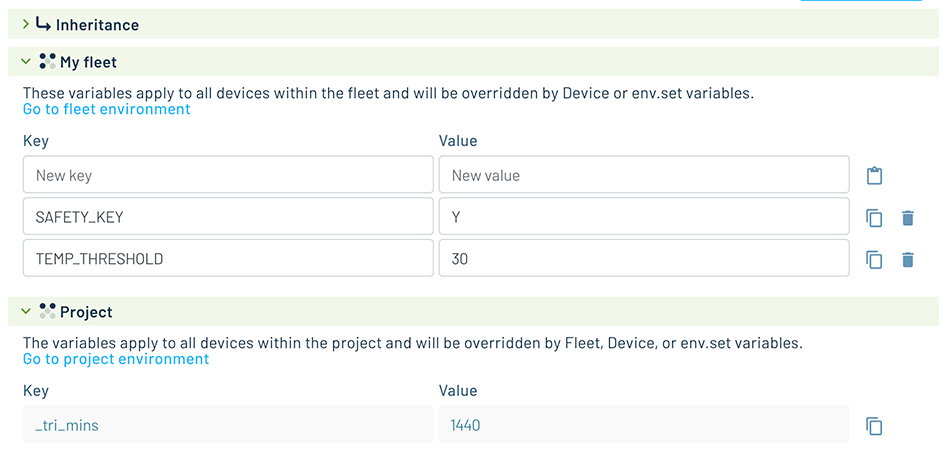 Inheritance
My fleet
These variables apply to all devices within the fleet and will be overridden by Device or env.set variables.
Go to fleet environment
Key Value
New key New value
SAFETY_KEY Y
TEMP_THRESHOLD 30
Project
The variables apply to all devices within the project and will be overridden by Fleet, Device, or env.set variables.
Go to project environment
Key Value
_tri_mins 1440